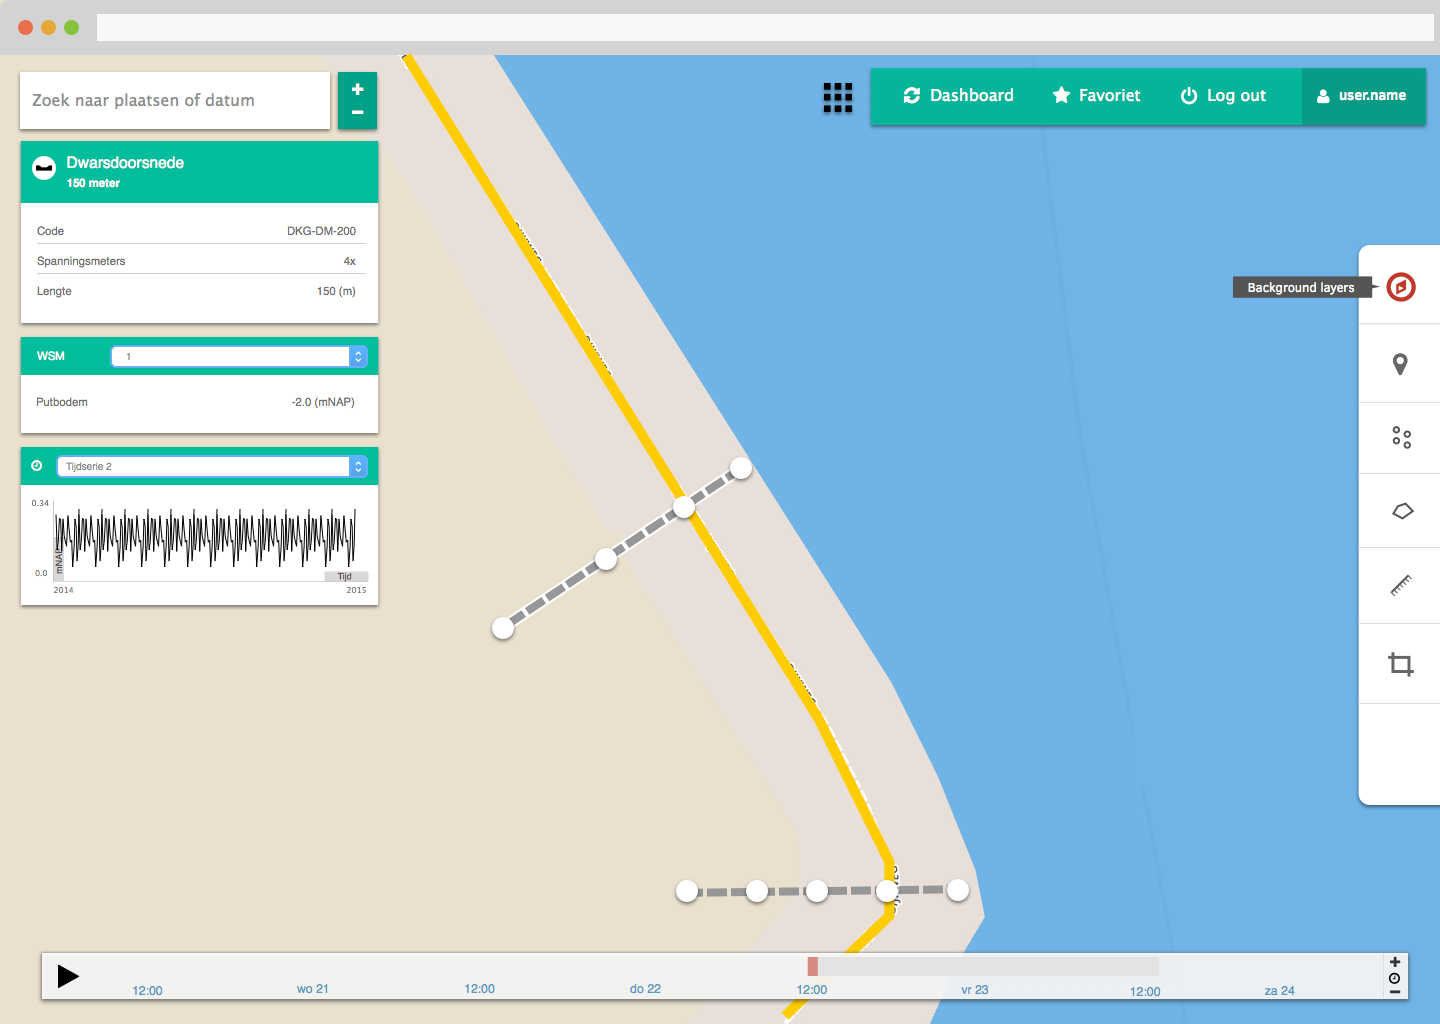 Zoek naar plaatsen of datum
Dashboard
Favoriet
Log out
user.name
Dwarsdoorsnede
150 meter
Code DKG-DM-200
Spanningsmeters 4x
Lengte 150 (m)
Background layers
WSM 1
Putbodem -2.0 (mNAP)
Tijdserie 2
0.34
mNAP
0.0
Tijd
2014 2015
12:00 wo 21 12:00 do 22 12:00 vr 23 12:00 za 24